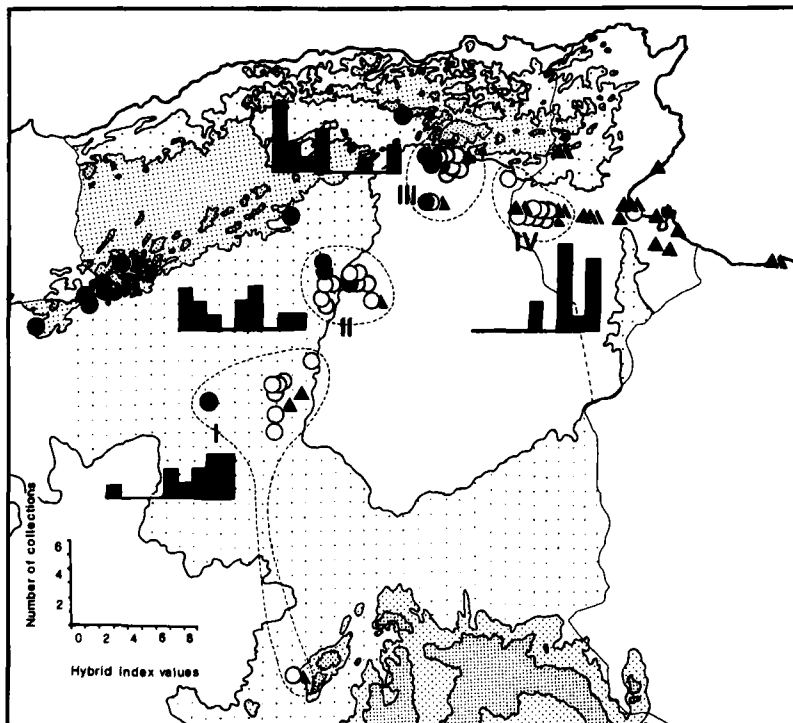 III
IV
II
I
Number of collections
6
4
2
0 2 4 6 8
Hybrid index values